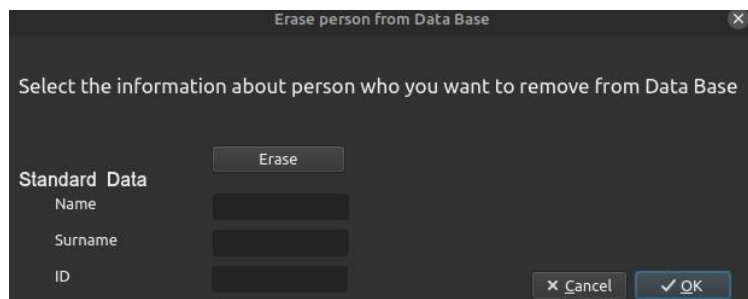 Erase person from Data Base
Select the information about person who you want to remove from Data Base
Erase
Standard Data
Name
Surname
ID
Cancel
OK